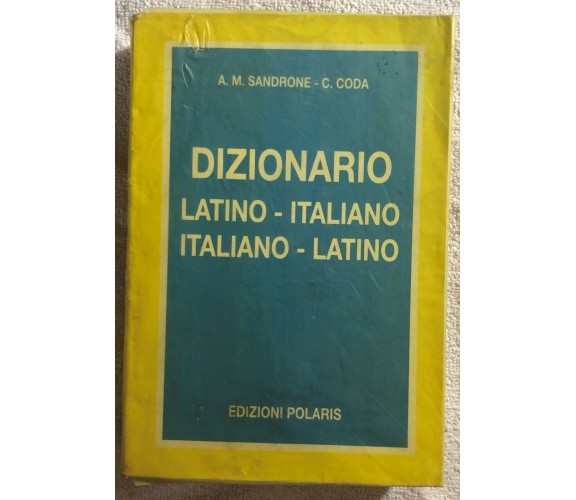 A. M. SANDRONE - C. CODA
DIZIONARIO
LATINO - ITALIANO
ITALIANO - LATINO
EDIZIONI POLARIS